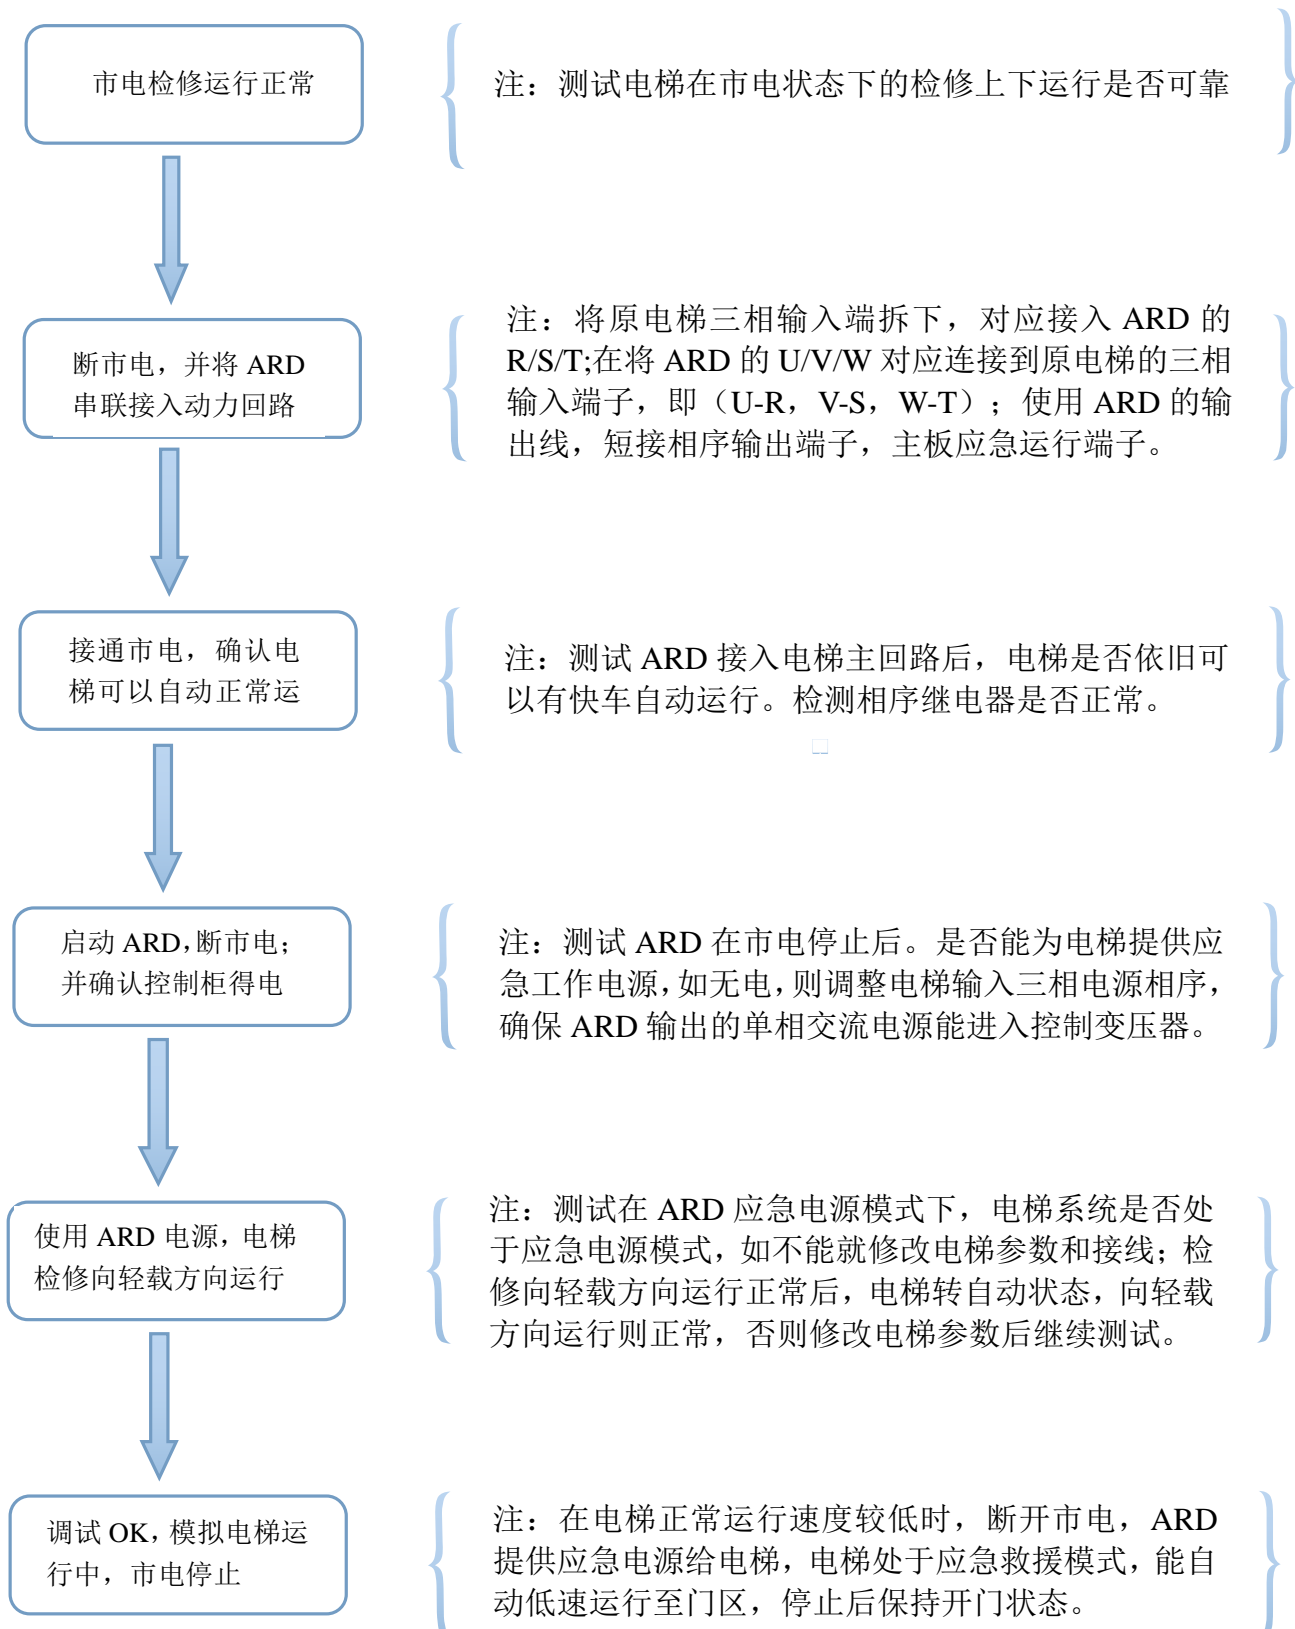 市电检修运行正常
注：测试电梯在市电状态下的检修上下运行是否可靠
断市电，并将 ARD
串联接入动力回路
注：将原电梯三相输入端拆下，对应接入 ARD 的
R/S/T;在将 ARD 的 U/V/W 对应连接到原电梯的三相
输入端子，即（U-R，V-S，W-T）；使用 ARD 的输
出线，短接相序输出端子，主板应急运行端子。
接通市电，确认电
梯可以自动正常运
注：测试 ARD 接入电梯主回路后，电梯是否依旧可
以有快车自动运行。检测相序继电器是否正常。
启动 ARD，断市电；
并确认控制柜得电
注：测试 ARD 在市电停止后。是否能为电梯提供应
急工作电源，如无电，则调整电梯输入三相电源相序，
确保 ARD 输出的单相交流电源能进入控制变压器。
使用 ARD 电源，电梯
检修向轻载方向运行
注：测试在 ARD 应急电源模式下，电梯系统是否处
于应急电源模式，如不能就修改电梯参数和接线；检
修向轻载方向运行正常后，电梯转自动状态，向轻载
方向运行则正常，否则修改电梯参数后继续测试。
调试 OK，模拟电梯运
行中，市电停止
注：在电梯正常运行速度较低时，断开市电，ARD
提供应急电源给电梯，电梯处于应急救援模式，能自
动低速运行至门区，停止后保持开门状态。